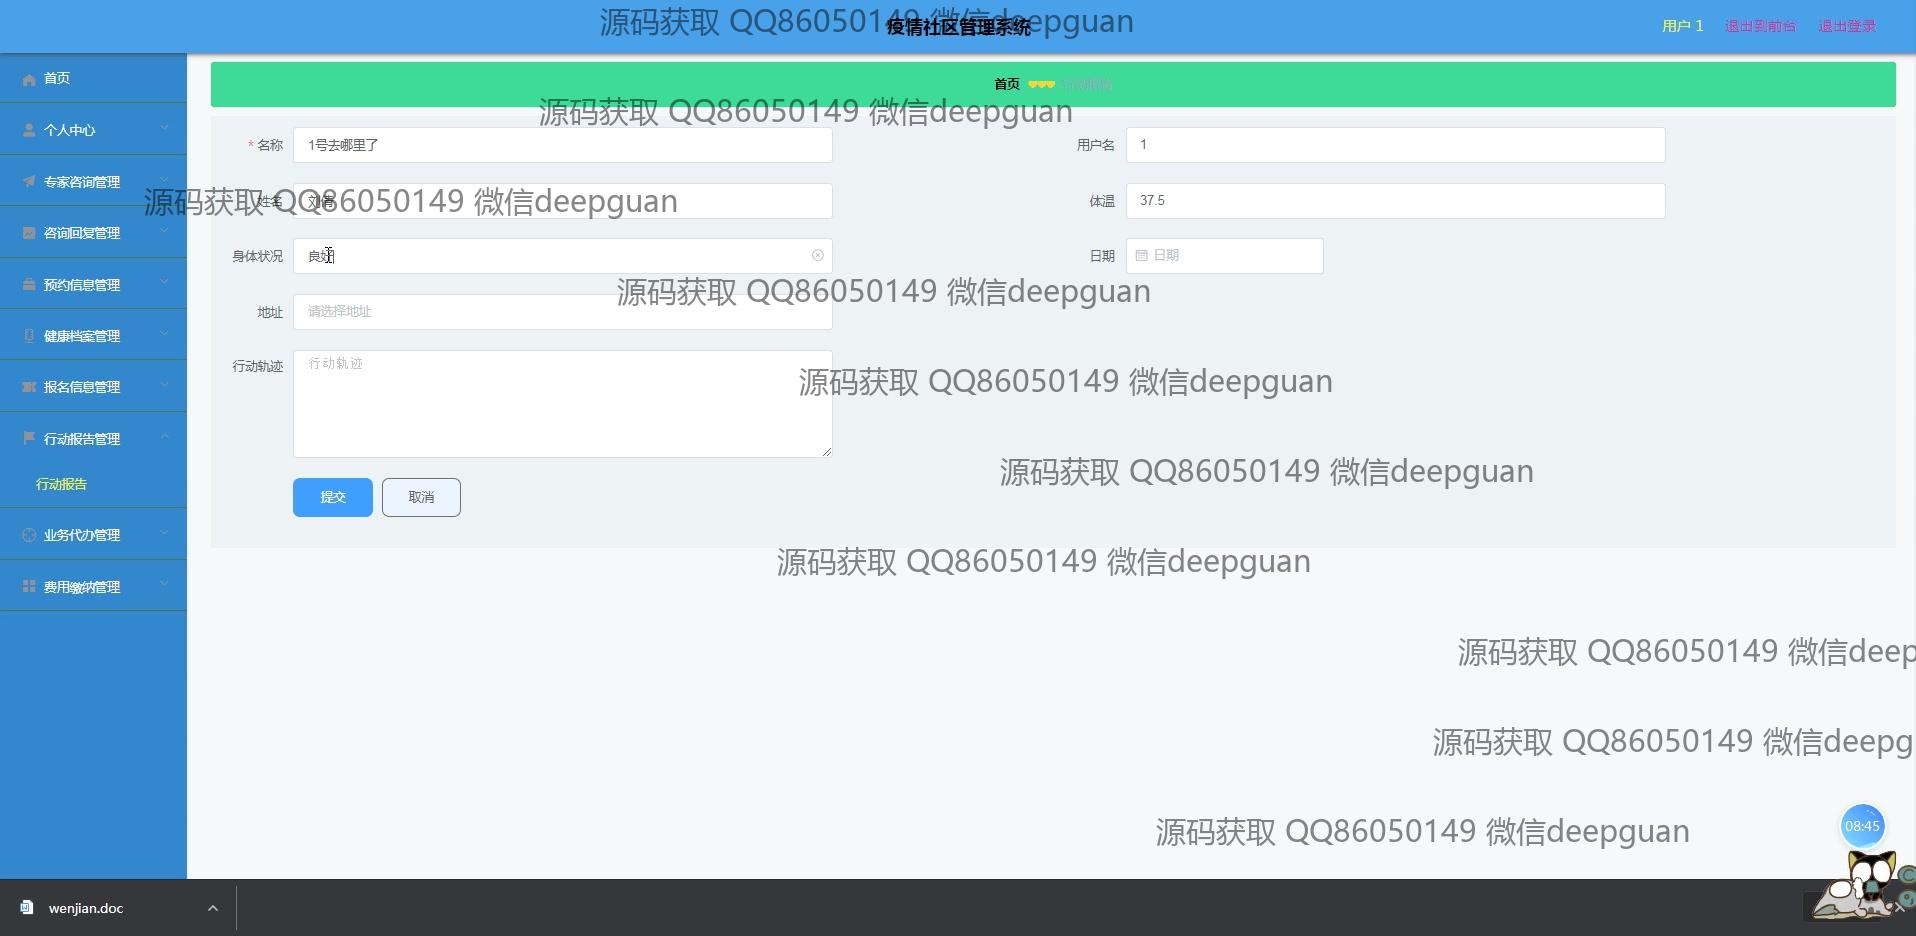 源码获取 QQ86050149 微信deepguan
疫情社区管理系统
用户 1
退出到前台
退出登录
首页
个人中心
专家咨询管理
咨询回复管理
预约信息管理
健康档案管理
报名信息管理
行动报告管理
行动报告
业务代办管理
费用缴纳管理
首页
行动报告
源码获取 QQ86050149 微信deepguan
* 名称 1号去哪里了
用户名 1
姓名
源码获取 QQ86050149 微信deepguan
体温 37.5
身体状况 良好
日期 日期
源码获取 QQ86050149 微信deepguan
地址 请选择地址
行动轨迹 行动轨迹
源码获取 QQ86050149 微信deepguan
源码获取 QQ86050149 微信deepguan
提交 取消
源码获取 QQ86050149 微信deepguan
源码获取 QQ86050149 微信deep
源码获取 QQ86050149 微信deepg
源码获取 QQ86050149 微信deepguan
08:45
wenjian.doc